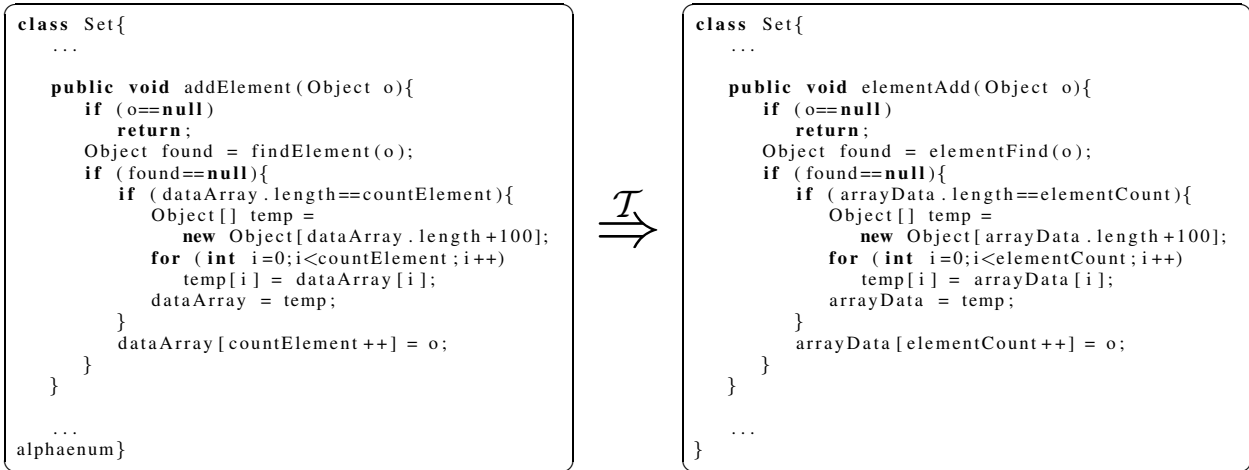 class Set{
...
public void addElement(Object o){
if (o==null)
return;
Object found = findElement(o);
if (found==null){
if (dataArray.length==countElement){
Object[] temp =
new Object[dataArray.length+100];
for (int i=0;i<countElement;i++)
temp[i] = dataArray[i];
dataArray = temp;
}
dataArray[countElement++] = o;
}
}
...
alphaenum}
T
⇒
class Set{
...
public void elementAdd(Object o){
if (o==null)
return;
Object found = elementFind(o);
if (found==null){
if (arrayData.length==elementCount){
Object[] temp =
new Object[arrayData.length+100];
for (int i=0;i<elementCount;i++)
temp[i] = arrayData[i];
arrayData = temp;
}
arrayData[elementCount++] = o;
}
}
...
}